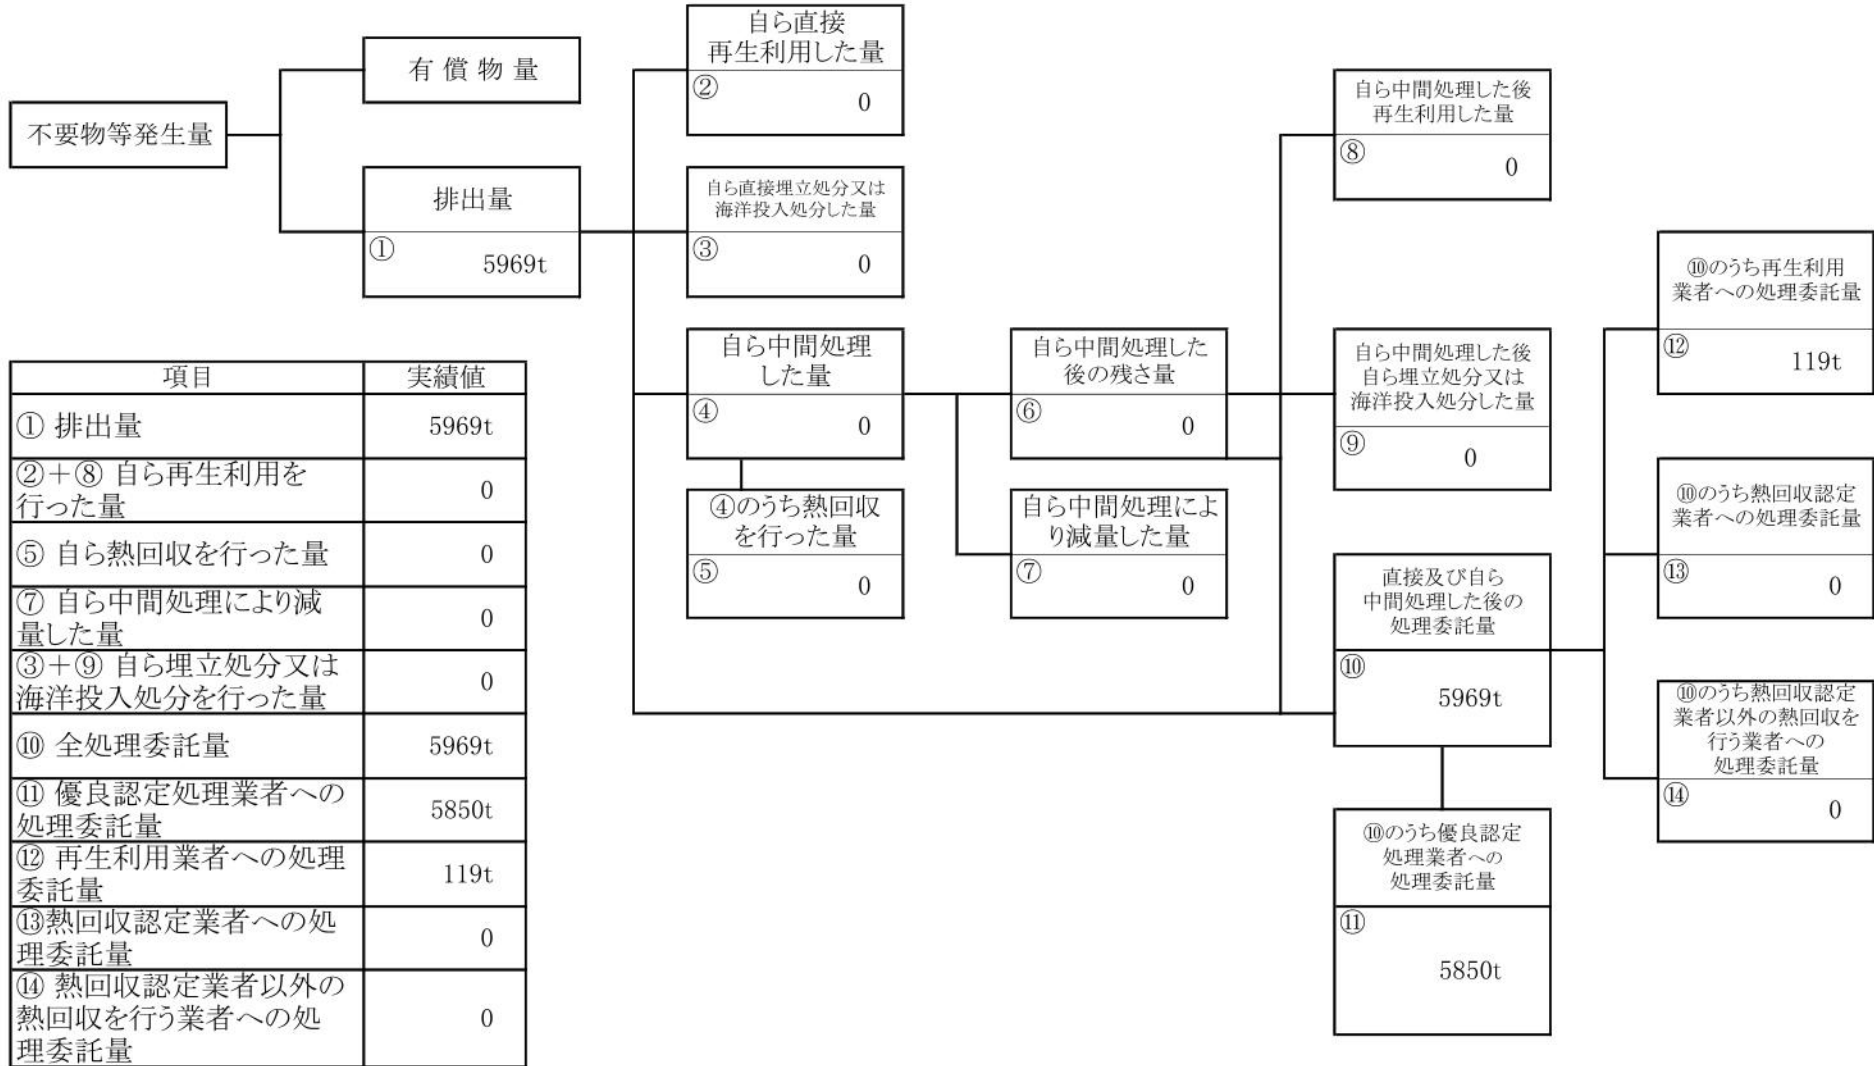 不要物等発生量
有償物量
排出量
①
5969t
自ら直接
再生利用した量
②
0
自ら直接埋立処分又は
海洋投入処分した量
③
0
自ら中間処理
した量
④
0
④のうち熱回収
を行った量
⑤
0
自ら中間処理した
後の残さ量
⑥
0
自ら中間処理によ
り減量した量
⑦
0
自ら中間処理した後
再生利用した量
⑧
0
自ら中間処理した後
自ら埋立処分又は
海洋投入処分した量
⑨
0
直接及び自ら
中間処理した後の
処理委託量
⑩
5969t
⑩のうち優良認定
処理業者への
処理委託量
⑪
5850t
⑩のうち再生利用
業者への処理委託量
⑫
119t
⑩のうち熱回収認定
業者への処理委託量
⑬
0
⑩のうち熱回収認定
業者以外の熱回収を
行う業者への
処理委託量
⑭
0
項目 実績値
① 排出量 5969t
②＋⑧ 自ら再生利用を
行った量 0
⑤ 自ら熱回収を行った量 0
⑦ 自ら中間処理により減
量した量 0
③＋⑨ 自ら埋立処分又は
海洋投入処分を行った量 0
⑩ 全処理委託量 5969t
⑪ 優良認定処理業者への
処理委託量 5850t
⑫ 再生利用業者への処理
委託量 119t
⑬熱回収認定業者への処
理委託量 0
⑭ 熱回収認定業者以外の
熱回収を行う業者への処
理委託量 0